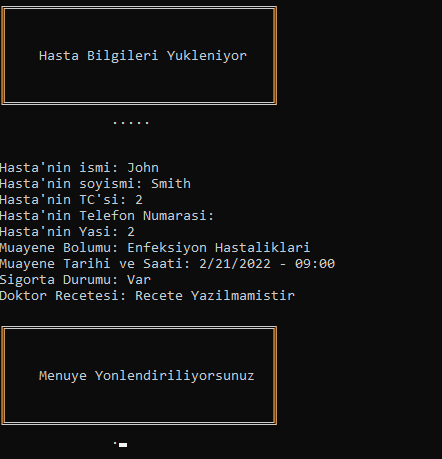 Hasta Bilgileri Yukleniyor
.....
Hasta'nin ismi: John
Hasta'nin soyismi: Smith
Hasta'nin TC'si: 2
Hasta'nin Telefon Numarasi:
Hasta'nin Yasi: 2
Muayene Bolumu: Enfeksiyon Hastaliklari
Muayene Tarihi ve Saati: 2/21/2022 - 09:00
Sigorta Durumu: Var
Doktor Recetesi: Recete Yazilmamistir
Menuye Yonlendiriliyorsunuz
.